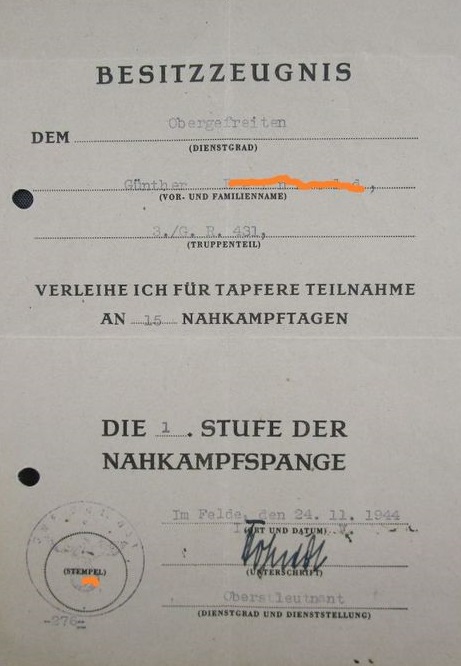 BESITZZEUGNIS
Obergefreiten
DEM
(DIENSTGRAD)
Günther
(VOR- UND FAMILIENNAME)
3./G. R. 431,
(TRUPPENTEIL)
VERLEIHE ICH FÜR TAPFERE TEILNAHME
AN 15 NAHKAMPFTAGEN
DIE 1. STUFE DER
NAHKAMPFSPANGE
Im Felde, den 24. 11. 1944
(ORT UND DATUM)
(STEMPEL)
(UNTERSCHRIFT)
Oberstleutnant
(DIENSTGRAD UND DIENSTSTELLUNG)